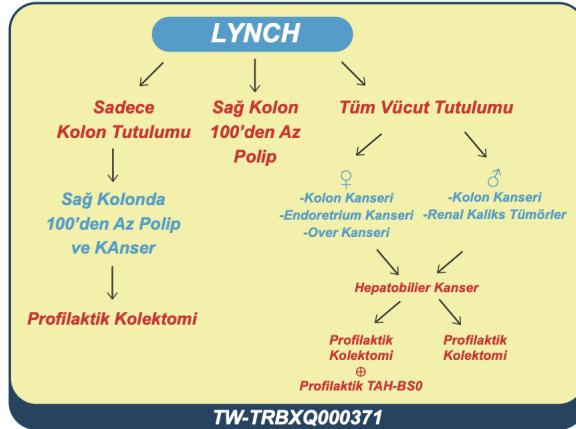 LYNCH
Sadece
Kolon Tutulumu
Sağ Kolon
100’den Az
Polip
Tüm Vücut Tutulumu
Sağ Kolonda
100’den Az Polip
ve KAnser
Profilaktik Kolektomi
♀
-Kolon Kanseri
-Endoretrium Kanseri
-Over Kanseri
♂
-Kolon Kanseri
-Renal Kaliks Tümörler
Hepatobilier Kanser
Profilaktik
Kolektomi
⊕
Profilaktik TAH-BS0
Profilaktik
Kolektomi
TW-TRBXQ000371